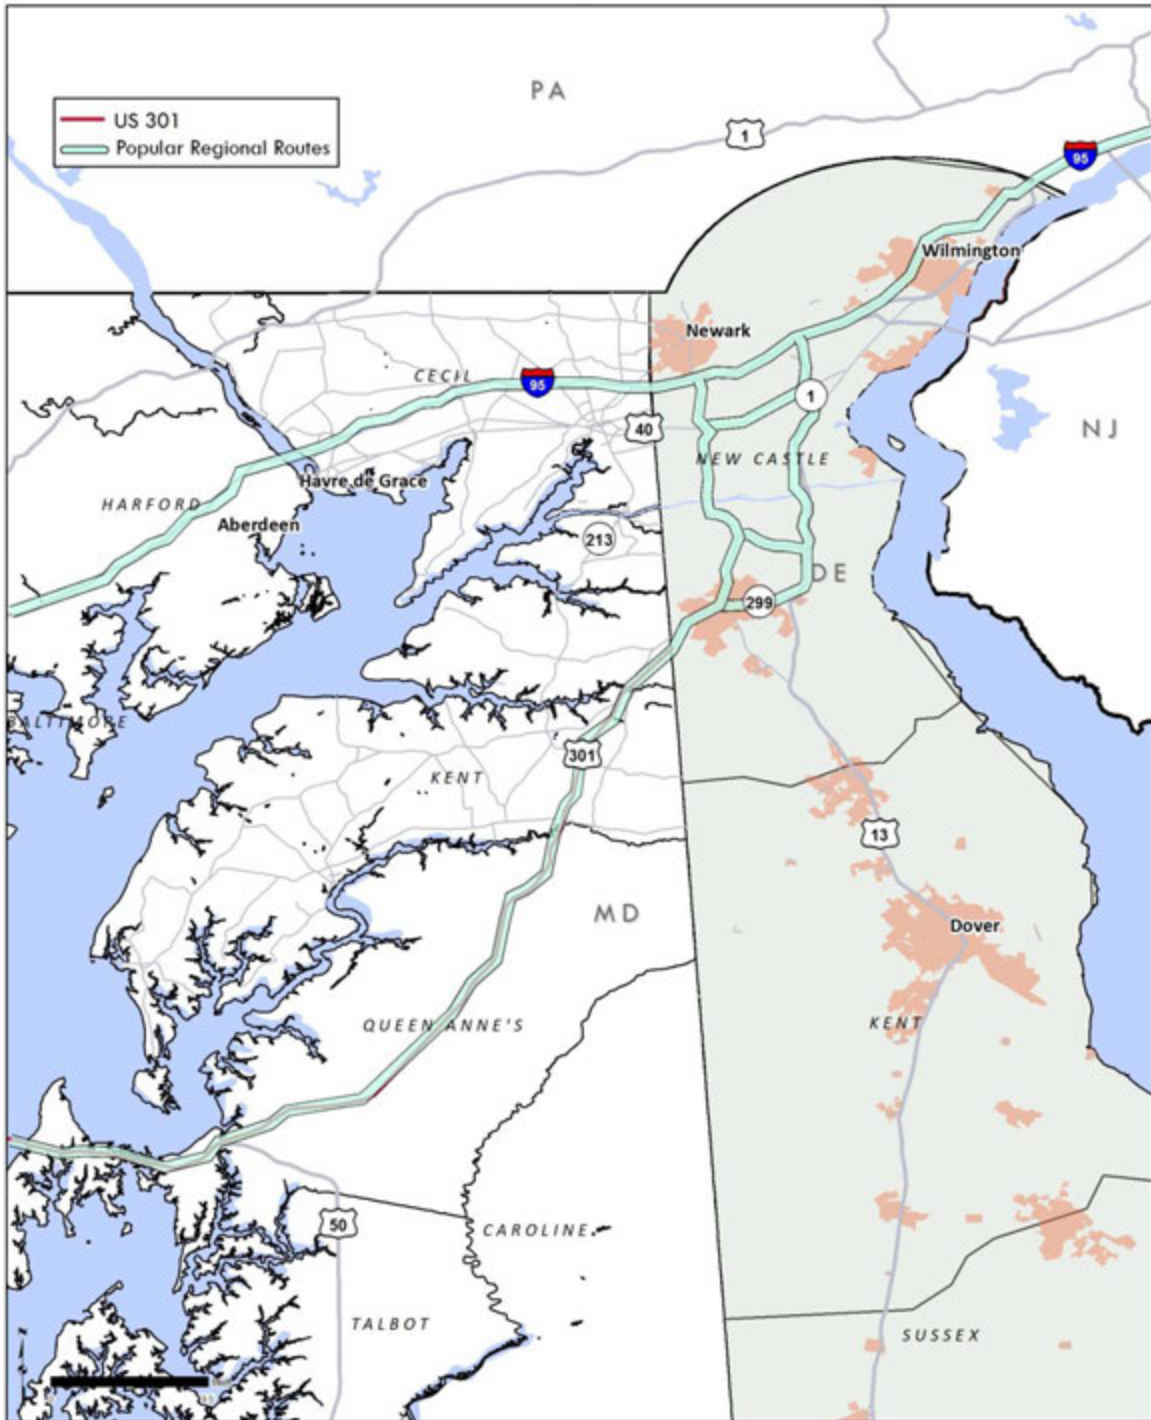 PA
US 301
Popular Regional Routes
1
95
Wilmington
Newark
CECIL
95
1
40
NJ
NEW CASTLE
Havre de Grace
HARFORD
Aberdeen
213
DE
299
BALTIMORE
301
KENT
13
MD
Dover
QUEEN ANNE'S
KENT
50
CAROLINE
TALBOT
SUSSEX